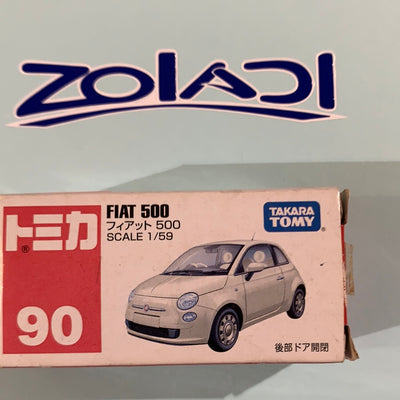 ZOIACI
トミカ
®
90
FIAT 500
フィアット 500
SCALE 1/59
TAKARA
TOMY
後部ドア開閉